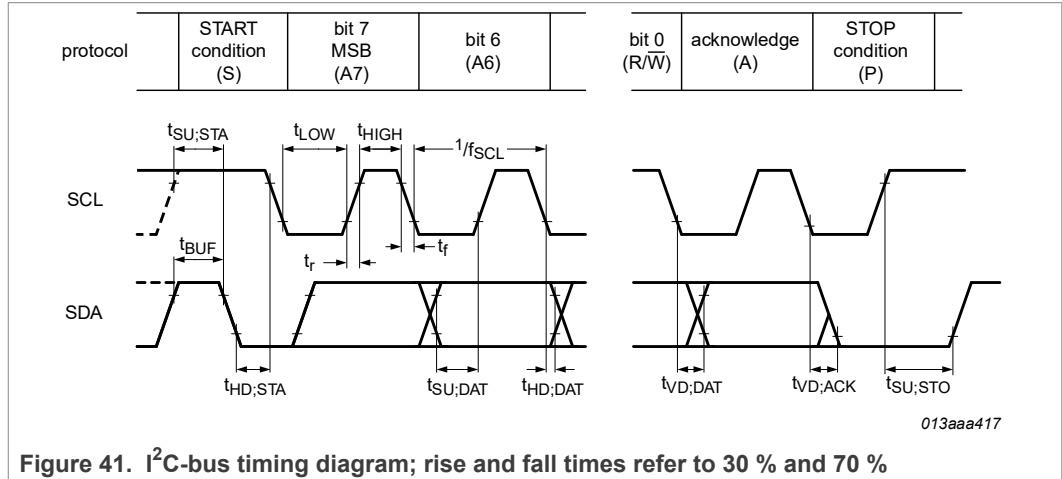 protocol
START condition (S)
bit 7 MSB (A7)
bit 6 (A6)
bit 0 (R/W̅)
acknowledge (A)
STOP condition (P)
tSU;STA
tLOW
tHIGH
1/fSCL
SCL
tBUF
tr
tf
SDA
tHD;STA
tSU;DAT
tHD;DAT
tVD;DAT
tVD;ACK
tSU;STO
013aaa417
Figure 41. I²C-bus timing diagram; rise and fall times refer to 30 % and 70 %